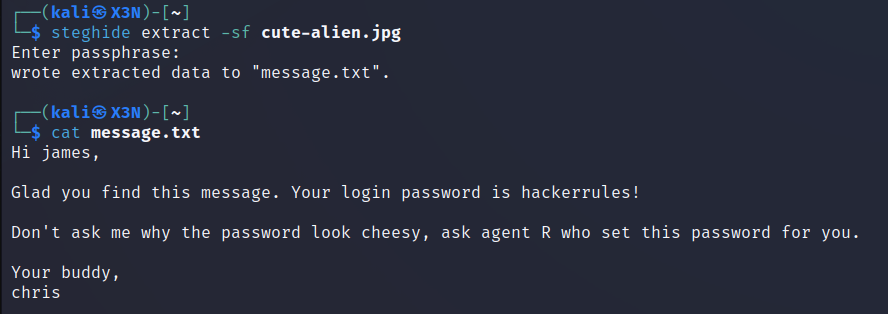 ┌──(kali㉿X3N)-[~]
└─$ steghide extract -sf cute-alien.jpg
Enter passphrase:
wrote extracted data to "message.txt".
┌──(kali㉿X3N)-[~]
└─$ cat message.txt
Hi james,
Glad you find this message. Your login password is hackerrules!
Don't ask me why the password look cheesy, ask agent R who set this password for you.
Your buddy,
chris